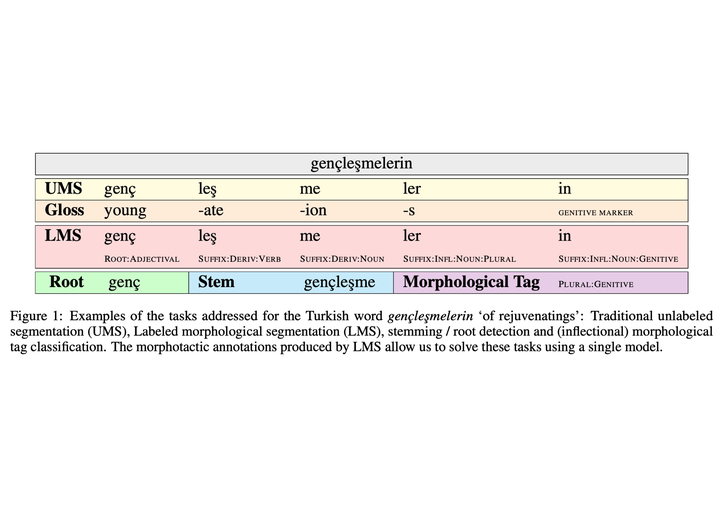 gençleşmelerin
UMS genç leş me ler in
Gloss young -ate -ion -s GENITIVE MARKER
LMS genç leş me ler in
ROOT:ADJECTIVAL SUFFIX:DERIV:VERB SUFFIX:DERIV:NOUN SUFFIX:INFL:NOUN:PLURAL SUFFIX:INFL:NOUN:GENITIVE
Root genç Stem gençleşme Morphological Tag PLURAL:GENITIVE
Figure 1: Examples of the tasks addressed for the Turkish word gençleşmelerin ‘of rejuvenatings’: Traditional unlabeled
segmentation (UMS), Labeled morphological segmentation (LMS), stemming / root detection and (inflectional) morphological
tag classification. The morphotactic annotations produced by LMS allow us to solve these tasks using a single model.